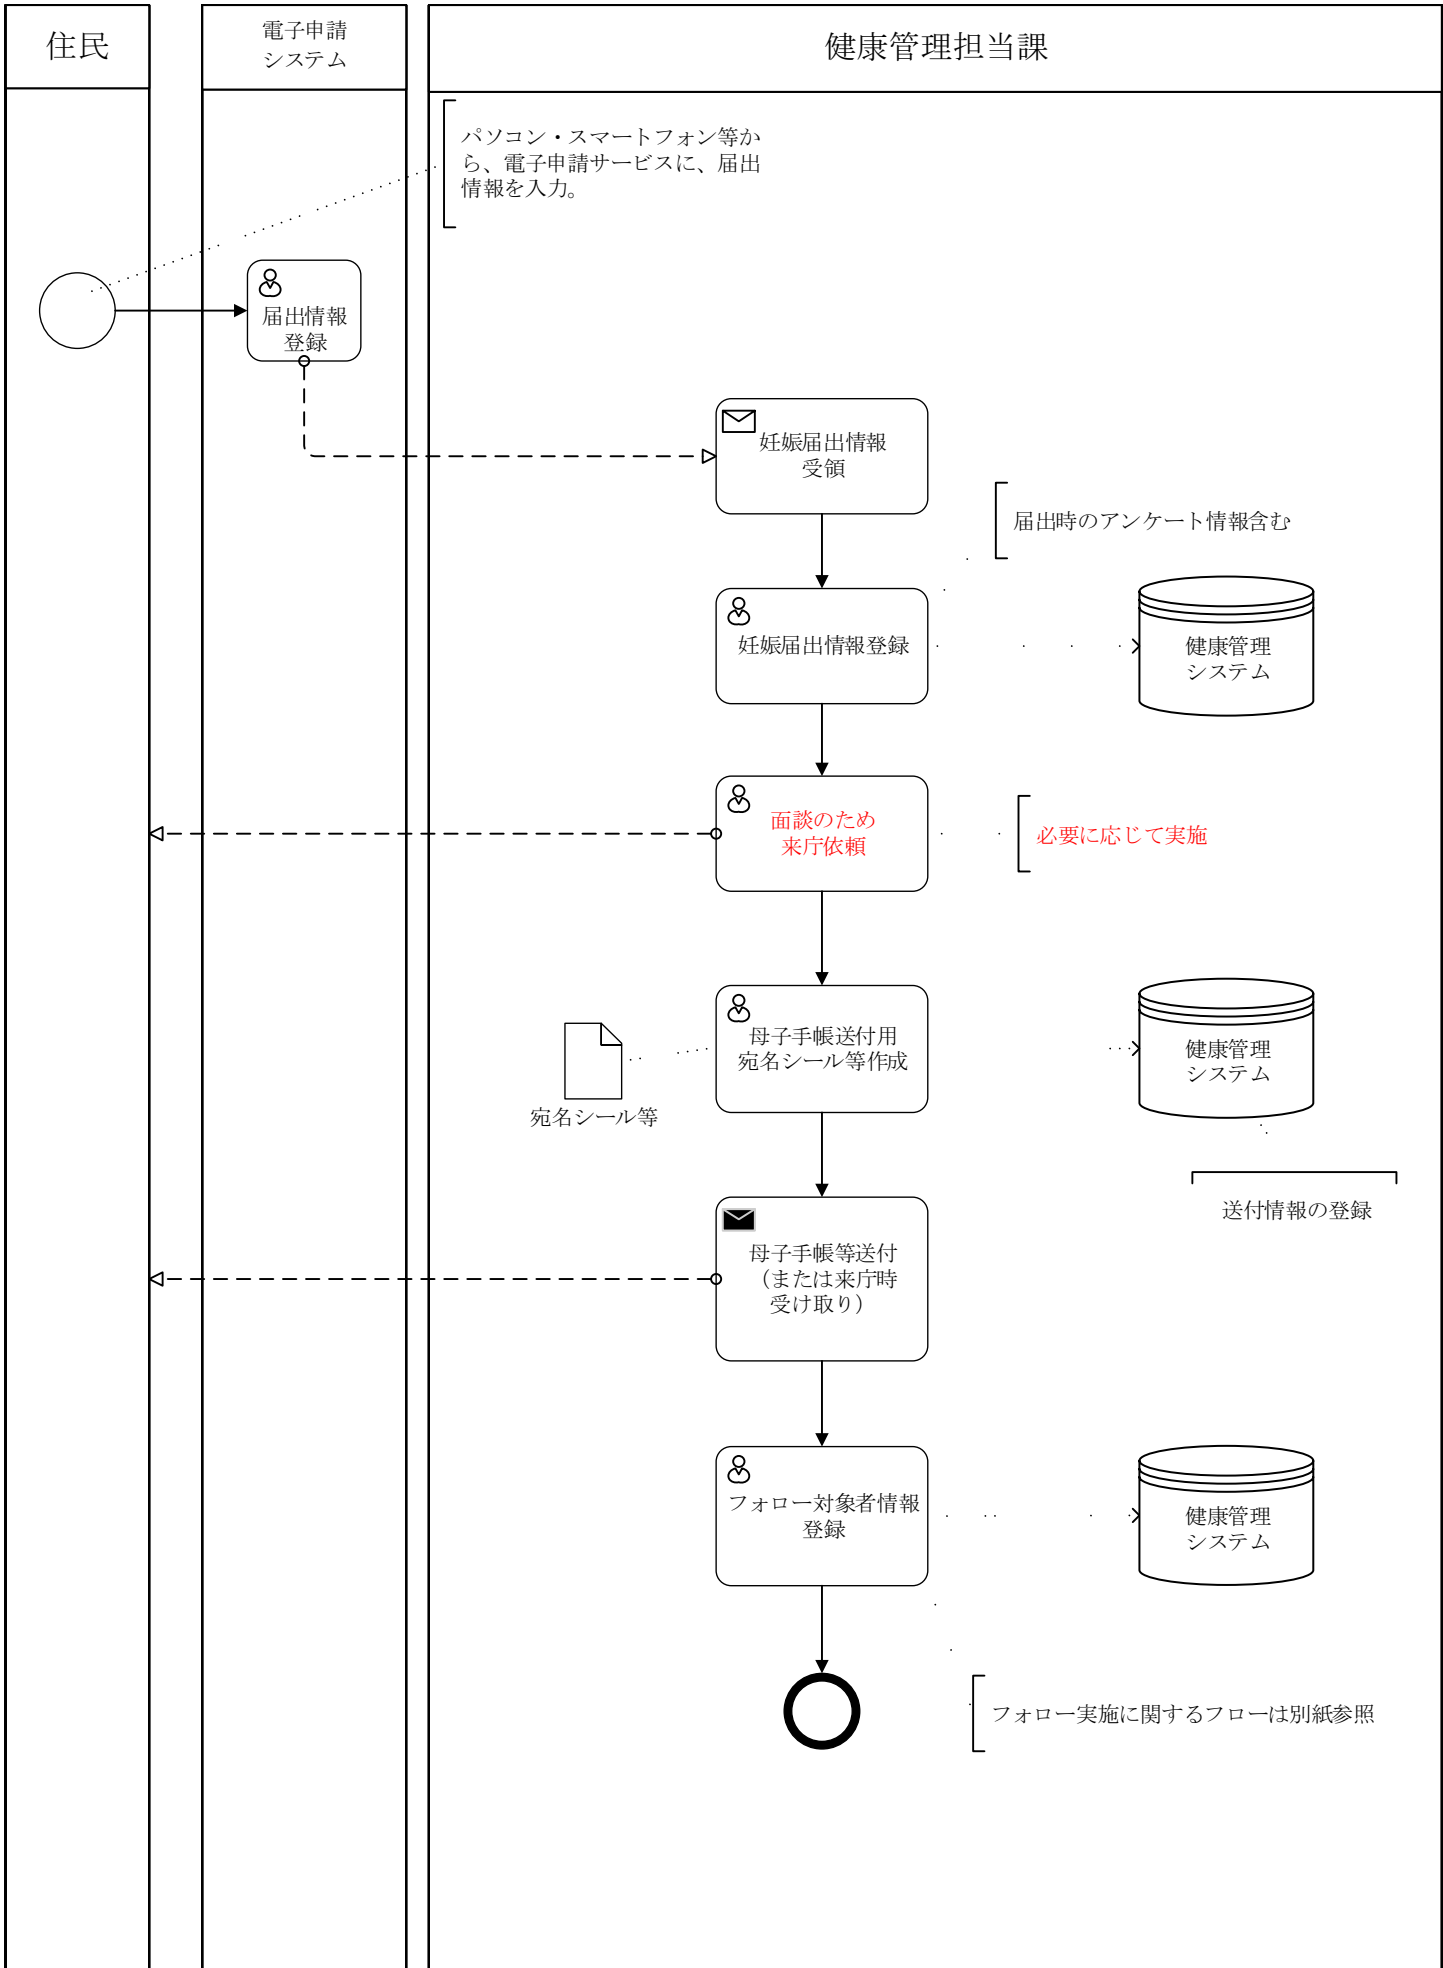 住民
電子申請
システム
健康管理担当課
パソコン・スマートフォン等か
ら、電子申請サービスに、届出
情報を入力。
届出情報
登録
妊娠届出情報
受領
届出時のアンケート情報含む
妊娠届出情報登録
健康管理
システム
面談のため
来庁依頼
必要に応じて実施
母子手帳送付用
宛名シール等作成
宛名シール等
健康管理
システム
送付情報の登録
母子手帳等送付
（または来庁時
受け取り）
フォロー対象者情報
登録
健康管理
システム
フォロー実施に関するフローは別紙参照